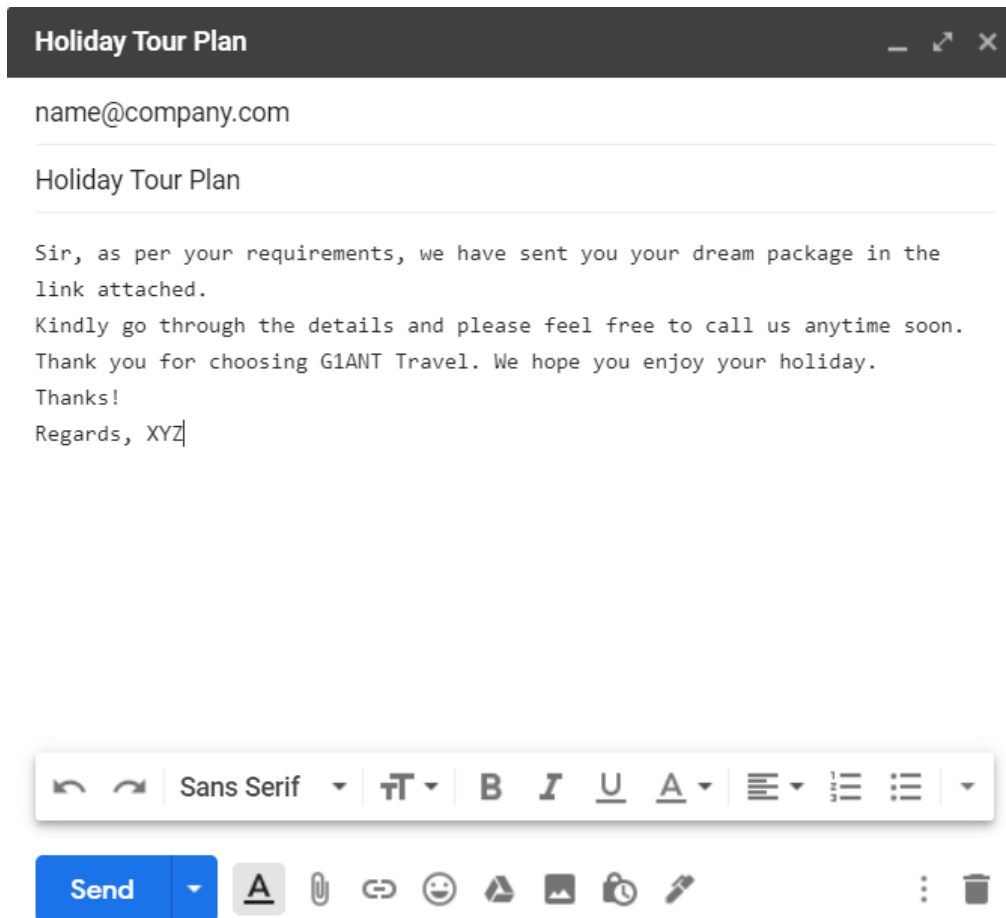 Holiday Tour Plan
name@company.com
Holiday Tour Plan
Sir, as per your requirements, we have sent you your dream package in the
link attached.
Kindly go through the details and please feel free to call us anytime soon.
Thank you for choosing G1ANT Travel. We hope you enjoy your holiday.
Thanks!
Regards, XYZ
Sans Serif
Send